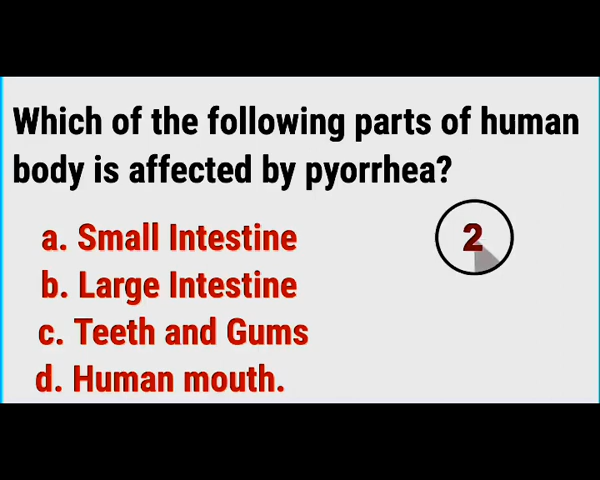 Which of the following parts of human
body is affected by pyorrhea?
a. Small Intestine
2
b. Large Intestine
c. Teeth and Gums
d. Human mouth.